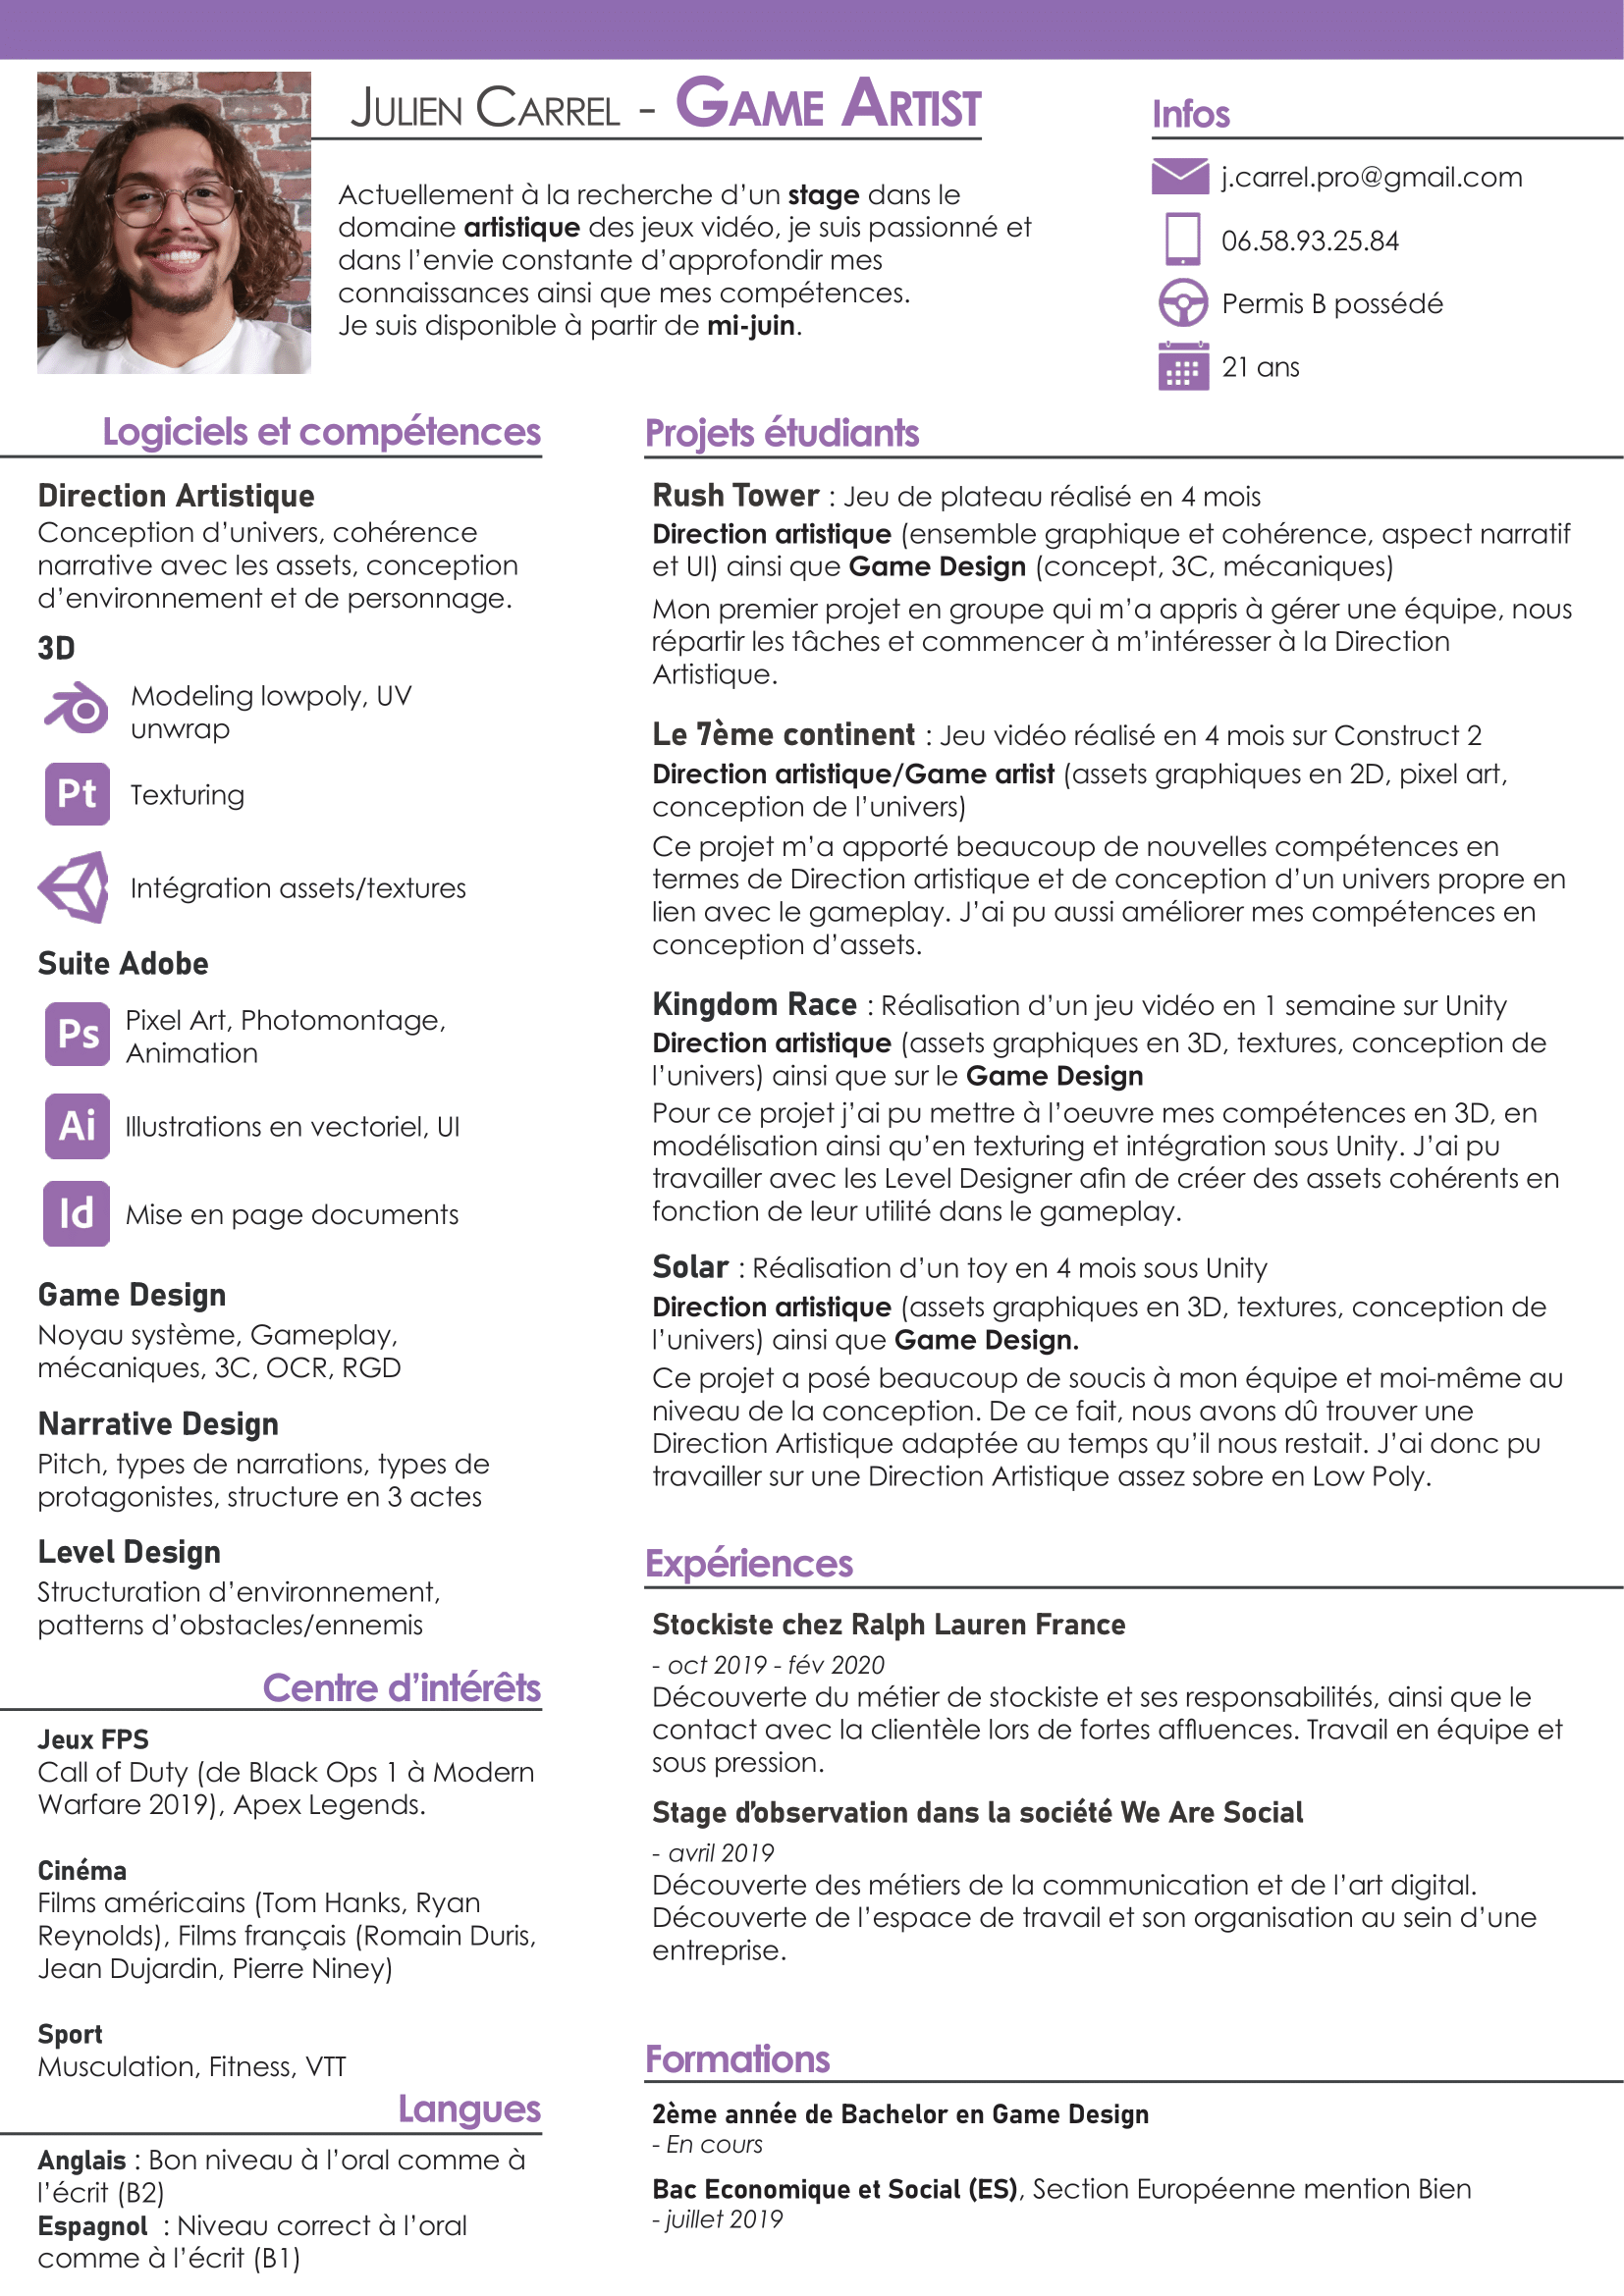 Julien Carrel - Game Artist
Actuellement à la recherche d’un stage dans le
domaine artistique des jeux vidéo, je suis passionné et
dans l’envie constante d’approfondir mes
connaissances ainsi que mes compétences.
Je suis disponible à partir de mi-juin.
Infos
j.carrel.pro@gmail.com
06.58.93.25.84
Permis B possédé
21 ans
Logiciels et compétences
Direction Artistique
Conception d’univers, cohérence
narrative avec les assets, conception
d’environnement et de personnage.
3D
Modeling lowpoly, UV
unwrap
Pt Texturing
Intégration assets/textures
Suite Adobe
Ps Pixel Art, Photomontage,
Animation
Ai Illustrations en vectoriel, UI
Id Mise en page documents
Game Design
Noyau système, Gameplay,
mécaniques, 3C, OCR, RGD
Narrative Design
Pitch, types de narrations, types de
protagonistes, structure en 3 actes
Level Design
Structuration d’environnement,
patterns d’obstacles/ennemis
Centre d’intérêts
Jeux FPS
Call of Duty (de Black Ops 1 à Modern
Warfare 2019), Apex Legends.
Cinéma
Films américains (Tom Hanks, Ryan
Reynolds), Films français (Romain Duris,
Jean Dujardin, Pierre Niney)
Sport
Musculation, Fitness, VTT
Langues
Anglais : Bon niveau à l’oral comme à
l’écrit (B2)
Espagnol : Niveau correct à l’oral
comme à l’écrit (B1)
Projets étudiants
Rush Tower : Jeu de plateau réalisé en 4 mois
Direction artistique (ensemble graphique et cohérence, aspect narratif
et UI) ainsi que Game Design (concept, 3C, mécaniques)
Mon premier projet en groupe qui m’a appris à gérer une équipe, nous
répartir les tâches et commencer à m’intéresser à la Direction
Artistique.
Le 7ème continent : Jeu vidéo réalisé en 4 mois sur Construct 2
Direction artistique/Game artist (assets graphiques en 2D, pixel art,
conception de l’univers)
Ce projet m’a apporté beaucoup de nouvelles compétences en
termes de Direction artistique et de conception d’un univers propre en
lien avec le gameplay. J’ai pu aussi améliorer mes compétences en
conception d’assets.
Kingdom Race : Réalisation d’un jeu vidéo en 1 semaine sur Unity
Direction artistique (assets graphiques en 3D, textures, conception de
l’univers) ainsi que sur le Game Design
Pour ce projet j’ai pu mettre à l’oeuvre mes compétences en 3D, en
modélisation ainsi qu’en texturing et intégration sous Unity. J’ai pu
travailler avec les Level Designer afin de créer des assets cohérents en
fonction de leur utilité dans le gameplay.
Solar : Réalisation d’un toy en 4 mois sous Unity
Direction artistique (assets graphiques en 3D, textures, conception de
l’univers) ainsi que Game Design.
Ce projet a posé beaucoup de soucis à mon équipe et moi-même au
niveau de la conception. De ce fait, nous avons dû trouver une
Direction Artistique adaptée au temps qu’il nous restait. J’ai donc pu
travailler sur une Direction Artistique assez sobre en Low Poly.
Expériences
Stockiste chez Ralph Lauren France
- oct 2019 - fév 2020
Découverte du métier de stockiste et ses responsabilités, ainsi que le
contact avec la clientèle lors de fortes affluences. Travail en équipe et
sous pression.
Stage d’observation dans la société We Are Social
- avril 2019
Découverte des métiers de la communication et de l’art digital.
Découverte de l’espace de travail et son organisation au sein d’une
entreprise.
Formations
2ème année de Bachelor en Game Design
- En cours
Bac Economique et Social (ES), Section Européenne mention Bien
- juillet 2019